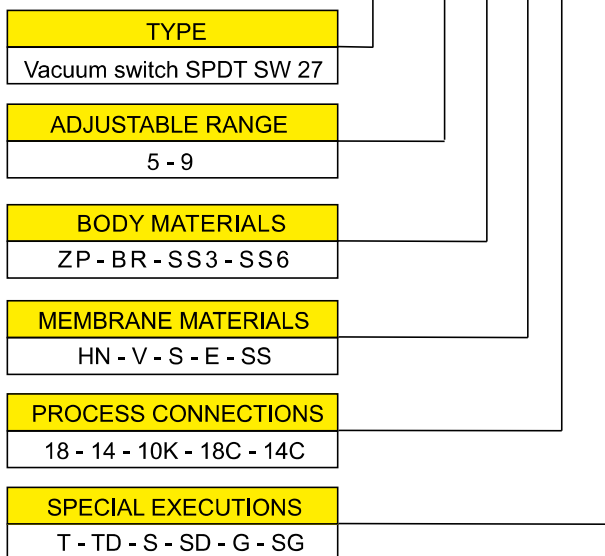 TYPE
Vacuum switch SPDT SW 27
ADJUSTABLE RANGE
5 - 9
BODY MATERIALS
ZP - BR - SS3 - SS6
MEMBRANE MATERIALS
HN - V - S - E - SS
PROCESS CONNECTIONS
18 - 14 - 10K - 18C - 14C
SPECIAL EXECUTIONS
T - TD - S - SD - G - SG